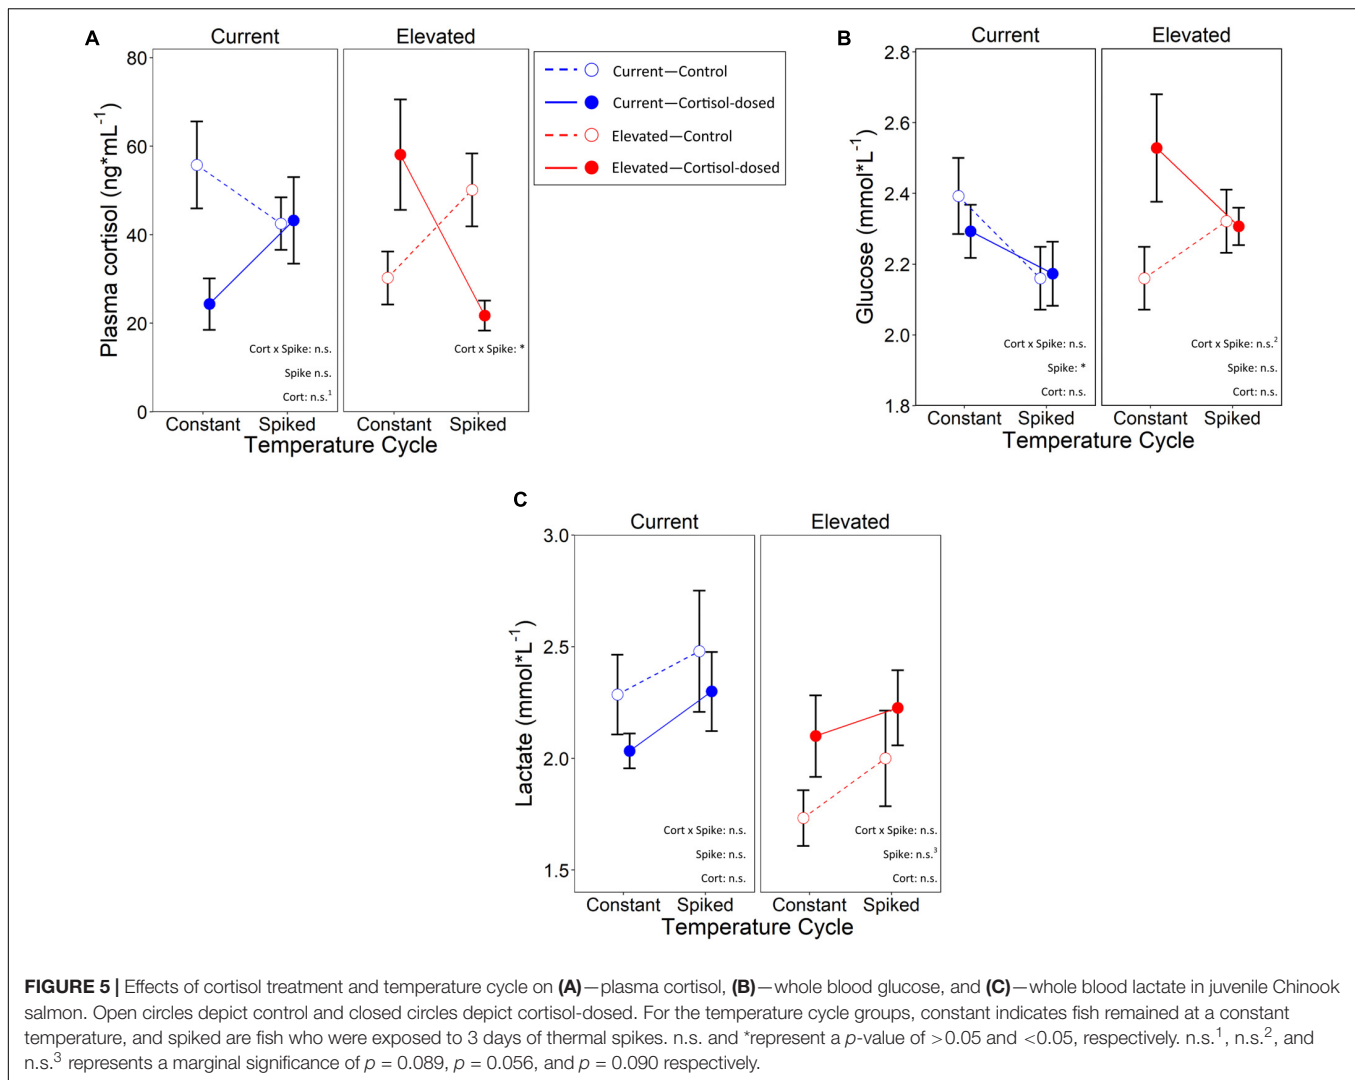 A
Current
Elevated
Plasma cortisol (ng*mL-1)
80
60
40
20
0
Cort x Spike: n.s.
Spike n.s.
Cort: n.s.1
Cort x Spike: *
Constant
Spiked
Constant
Spiked
Temperature Cycle
Current—Control
Current—Cortisol-dosed
Elevated—Control
Elevated—Cortisol-dosed
B
Current
Elevated
Glucose (mmol*L-1)
2.8
2.6
2.4
2.2
2.0
1.8
Cort x Spike: n.s.
Spike: *
Cort: n.s.
Cort x Spike: n.s.2
Spike: n.s.
Cort: n.s.
Constant
Spiked
Constant
Spiked
Temperature Cycle
C
Current
Elevated
Lactate (mmol*L-1)
3.0
2.5
2.0
1.5
Cort x Spike: n.s.
Spike: n.s.
Cort: n.s.
Cort x Spike: n.s.
Spike: n.s.3
Cort: n.s.
Constant
Spiked
Constant
Spiked
Temperature Cycle
FIGURE 5 | Effects of cortisol treatment and temperature cycle on (A)—plasma cortisol, (B)—whole blood glucose, and (C)—whole blood lactate in juvenile Chinook
salmon. Open circles depict control and closed circles depict cortisol-dosed. For the temperature cycle groups, constant indicates fish remained at a constant
temperature, and spiked are fish who were exposed to 3 days of thermal spikes. n.s. and *represent a p-value of >0.05 and <0.05, respectively. n.s.1, n.s.2, and
n.s.3 represents a marginal significance of p = 0.089, p = 0.056, and p = 0.090 respectively.